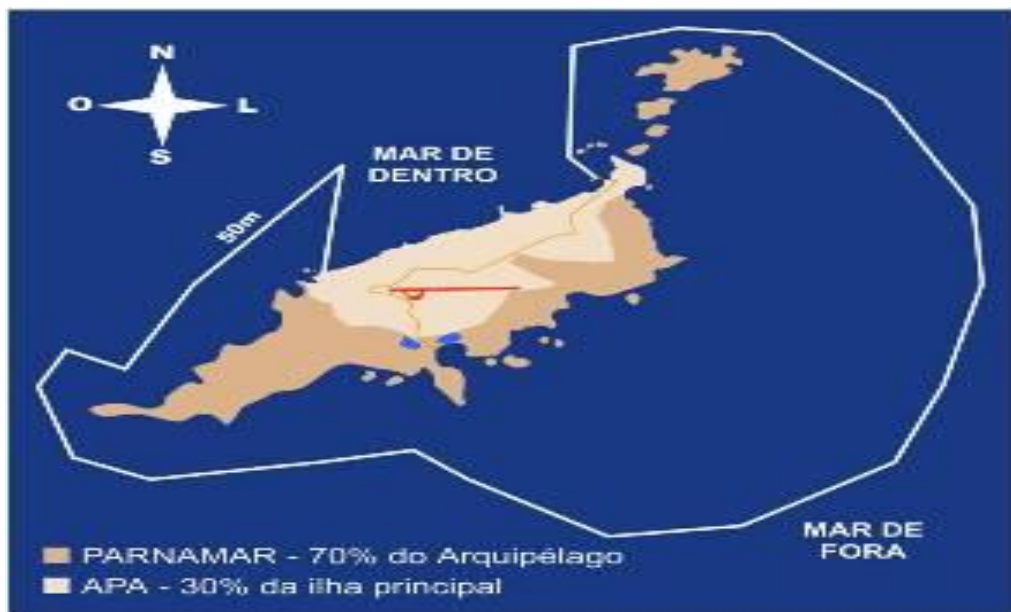 N
O
L
S
MAR DE
DENTRO
50m
MAR DE
FORA
PARNAMAR - 70% do Arquipélago
APA - 30% da ilha principal